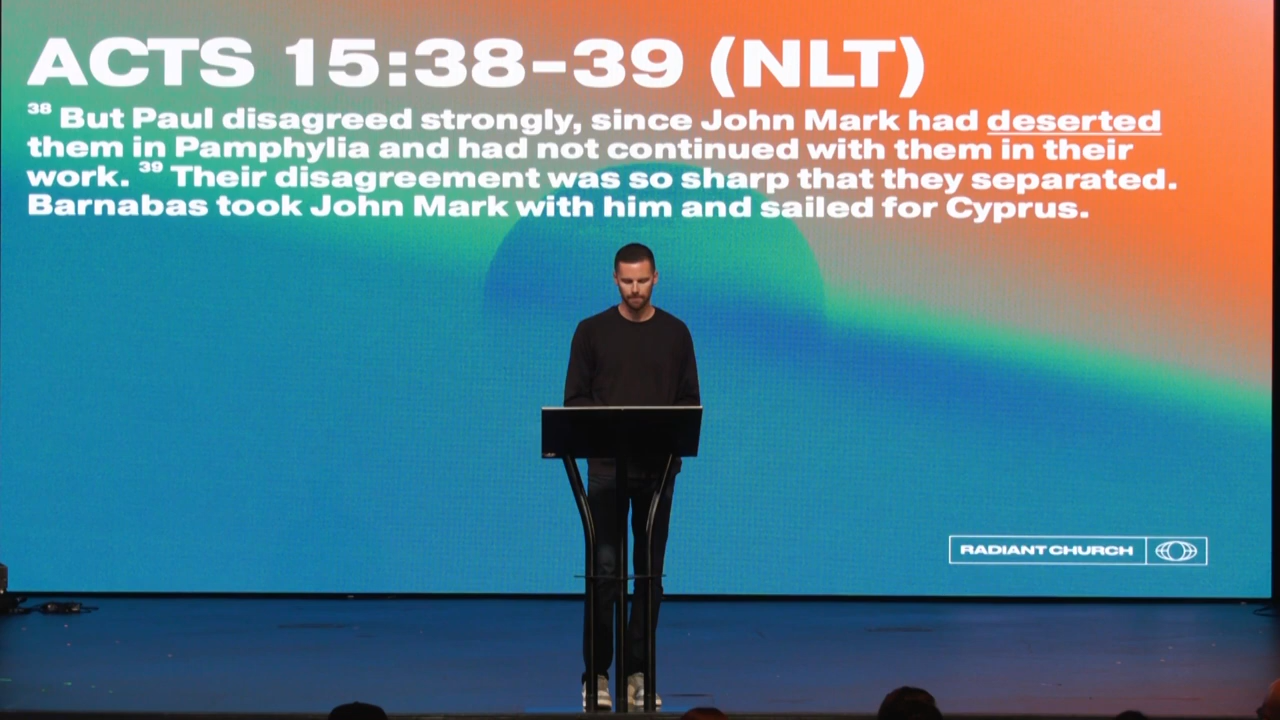 ACTS 15:38–39 (NLT)
38 But Paul disagreed strongly, since John Mark had deserted
them in Pamphylia and had not continued with them in their
work. 39 Their disagreement was so sharp that they separated.
Barnabas took John Mark with him and sailed for Cyprus.
RADIANT CHURCH